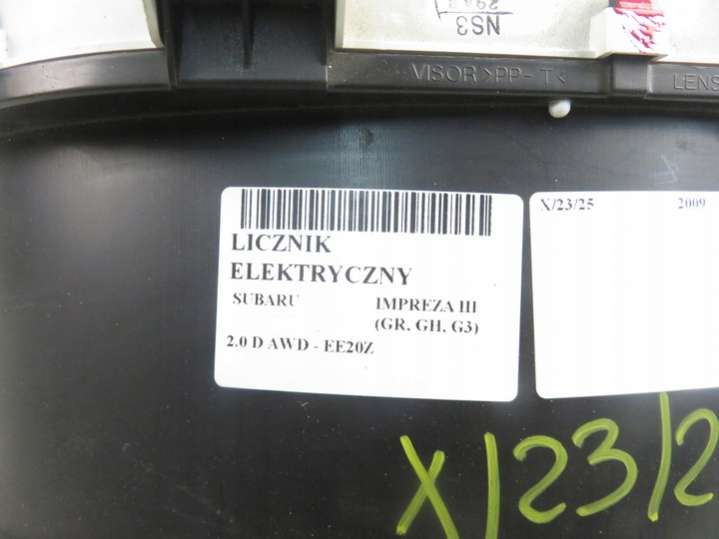 NS3
VISOR >PP-T<
LENS
LICZNIK
ELEKTRYCZNY
SUBARU IMPREZA III
(GR, GH, G3)
2.0 D AWD - EE20Z
X/23/25 2009
X/23/2